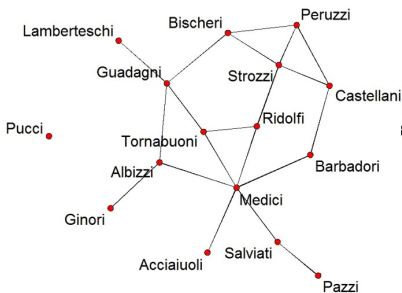 Peruzzi
Bischeri
Lamberteschi
Guadagni
Strozzi
Castellani
Pucci
Tornabuoni
Ridolfi
Albizzi
Barbadori
Medici
Ginori
Acciaiuoli
Salviati
Pazzi